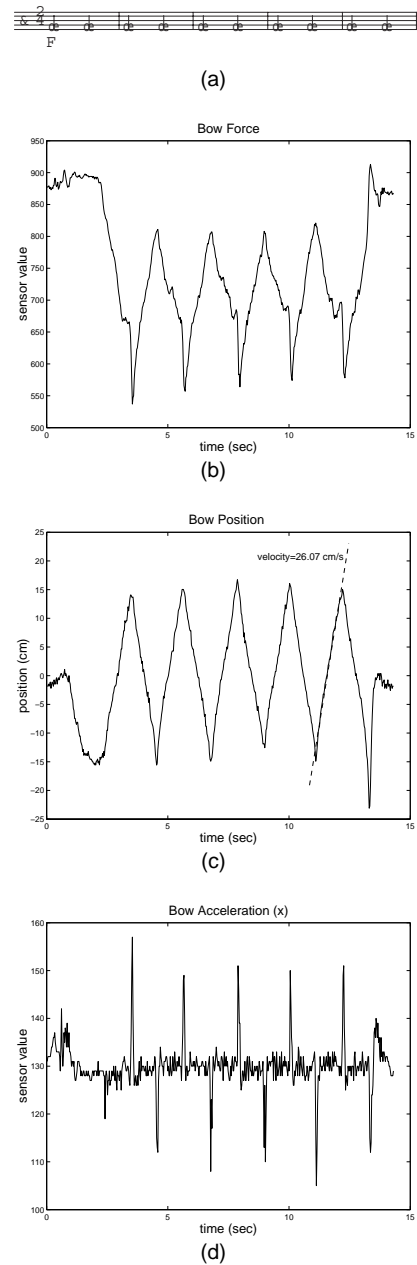 & 2 4 œ œ œ œ œ œ œ œ œ œ
F
(a)
Bow Force
950
900
850
800
750
700
650
600
550
500
sensor value
0 5 10 15
time (sec)
(b)
Bow Position
25
20
15
10
5
0
−5
−10
−15
−20
−25
position (cm)
velocity=26.07 cm/s
0 5 10 15
time (sec)
(c)
Bow Acceleration (x)
160
150
140
130
120
110
100
sensor value
0 5 10 15
time (sec)
(d)